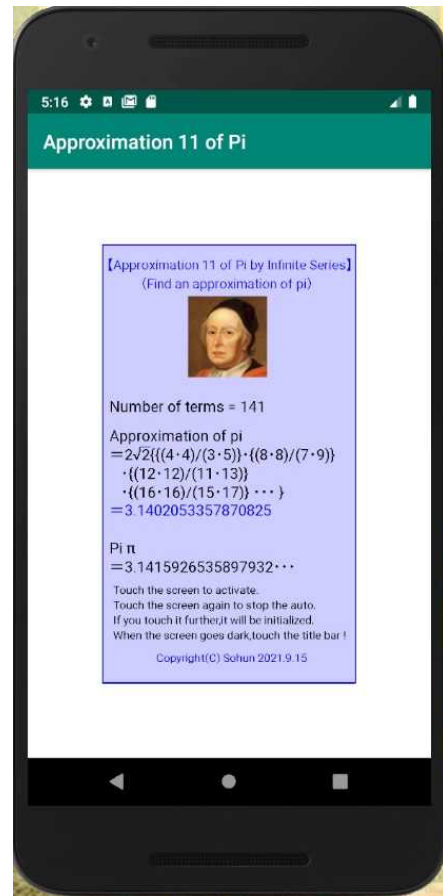 5:16
Approximation 11 of Pi
【Approximation 11 of Pi by Infinite Series】
(Find an approximation of pi)
Number of terms = 141
Approximation of pi
＝2√2{{(4・4)/(3・5)}・{(8・8)/(7・9)}
・{(12・12)/(11・13)}
・{(16・16)/(15・17)} ・・・ }
＝3.1402053357870825
Pi π
＝3.1415926535897932・・・
Touch the screen to activate.
Touch the screen again to stop the auto.
If you touch it further,it will be initialized.
When the screen goes dark,touch the title bar !
Copyright(C) Sohun 2021.9.15